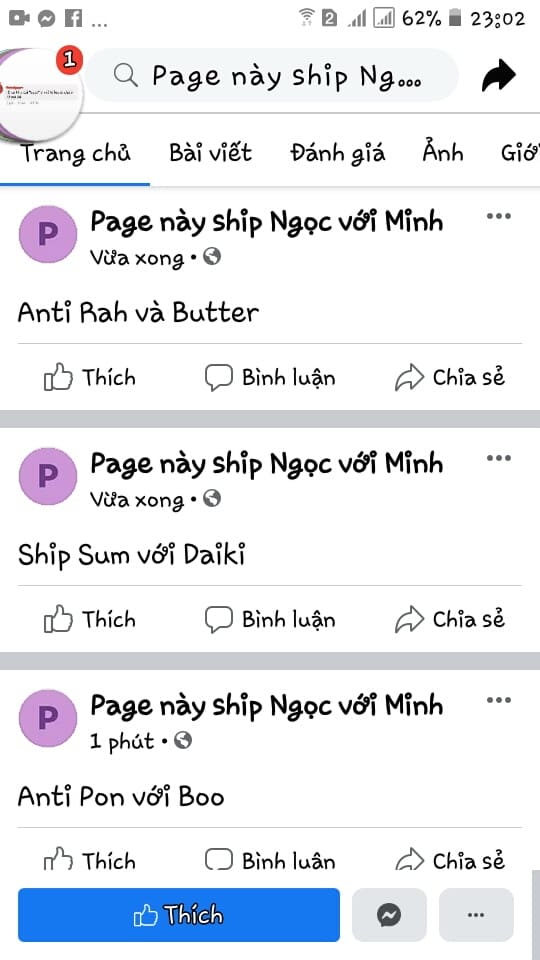 62% 23:02
1
Page này ship Ng...
Trang chủ Bài viết Đánh giá Ảnh Giớ
P Page này ship Ngọc với Minh
Vừa xong
Anti Rah và Butter
Thích Bình luận Chia sẻ
P Page này ship Ngọc với Minh
Vừa xong
Ship Sum với Daiki
Thích Bình luận Chia sẻ
P Page này ship Ngọc với Minh
1 phút
Anti Pon với Boo
Thích Bình luận Chia sẻ
Thích